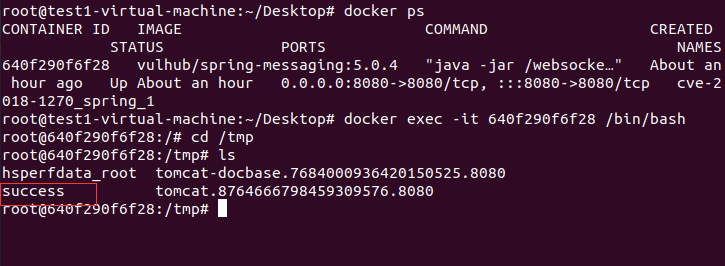 root@test1-virtual-machine:~/Desktop# docker ps
CONTAINER ID   IMAGE                           COMMAND                  CREATED
             STATUS              PORTS                                       NAMES
640f290f6f28   vulhub/spring-messaging:5.0.4   "java -jar /websocke…"   About an
 hour ago   Up About an hour   0.0.0.0:8080->8080/tcp, :::8080->8080/tcp   cve-2
018-1270_spring_1
root@test1-virtual-machine:~/Desktop# docker exec -it 640f290f6f28 /bin/bash
root@640f290f6f28:/# cd /tmp
root@640f290f6f28:/tmp# ls
hsperfdata_root  tomcat-docbase.7684000936420150525.8080
success          tomcat.8764666798459309576.8080
root@640f290f6f28:/tmp#